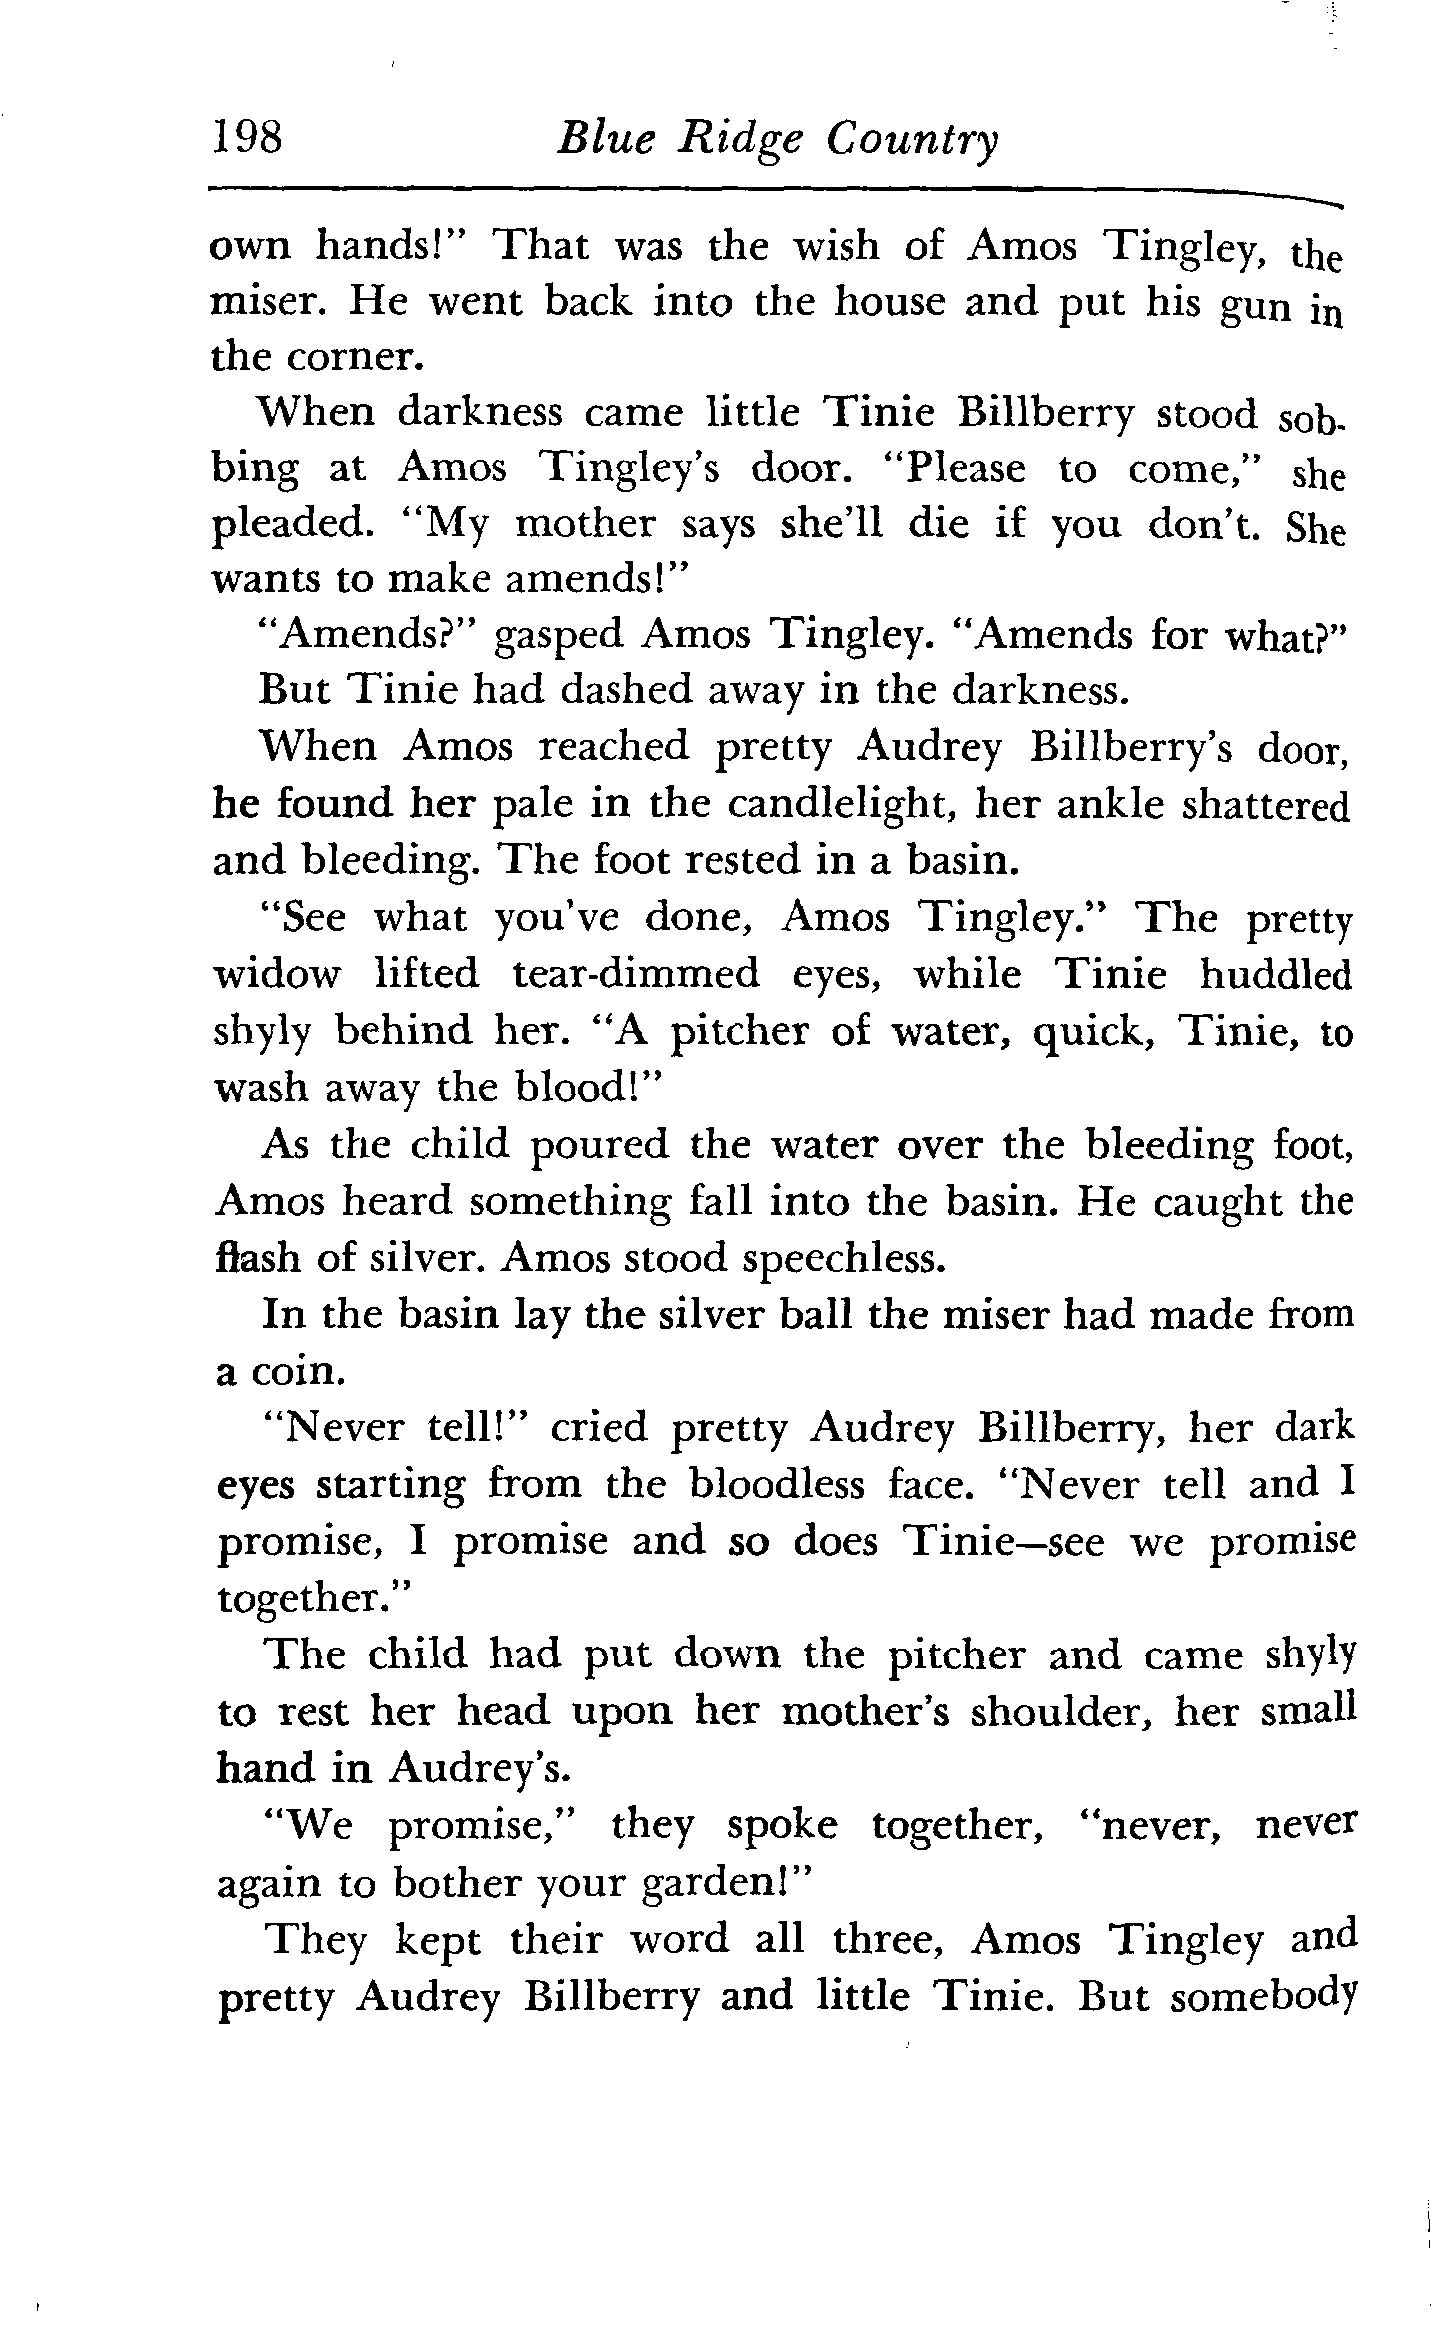 198 Blue Ridge Country
own hands!" That was the wish of Amos Tingley, the
miser. He went back into the house and put his gun in
the corner.
When darkness came little Tinie Billberry stood sob-
bing at Amos Tingley's door. "Please to come," she
pleaded. "My mother says she'll die if you don't. She
wants to make amends!"
"Amends?" gasped Amos Tingley. "Amends for what?"
But Tinie had dashed away in the darkness.
When Amos reached pretty Audrey Billberry's door,
he found her pale in the candlelight, her ankle shattered
and bleeding. The foot rested in a basin.
"See what you've done, Amos Tingley." The pretty
widow lifted tear-dimmed eyes, while Tinie huddled
shyly behind her. "A pitcher of water, quick, Tinie, to
wash away the blood!"
As the child poured the water over the bleeding foot,
Amos heard something fall into the basin. He caught the
flash of silver. Amos stood speechless.
In the basin lay the silver ball the miser had made from
a coin.
"Never tell!" cried pretty Audrey Billberry, her dark
eyes starting from the bloodless face. "Never tell and I
promise, I promise and so does Tinie—see we promise
together."
The child had put down the pitcher and came shyly
to rest her head upon her mother's shoulder, her small
hand in Audrey's.
"We promise," they spoke together, "never, never
again to bother your garden!"
They kept their word all three, Amos Tingley and
pretty Audrey Billberry and little Tinie. But somebody